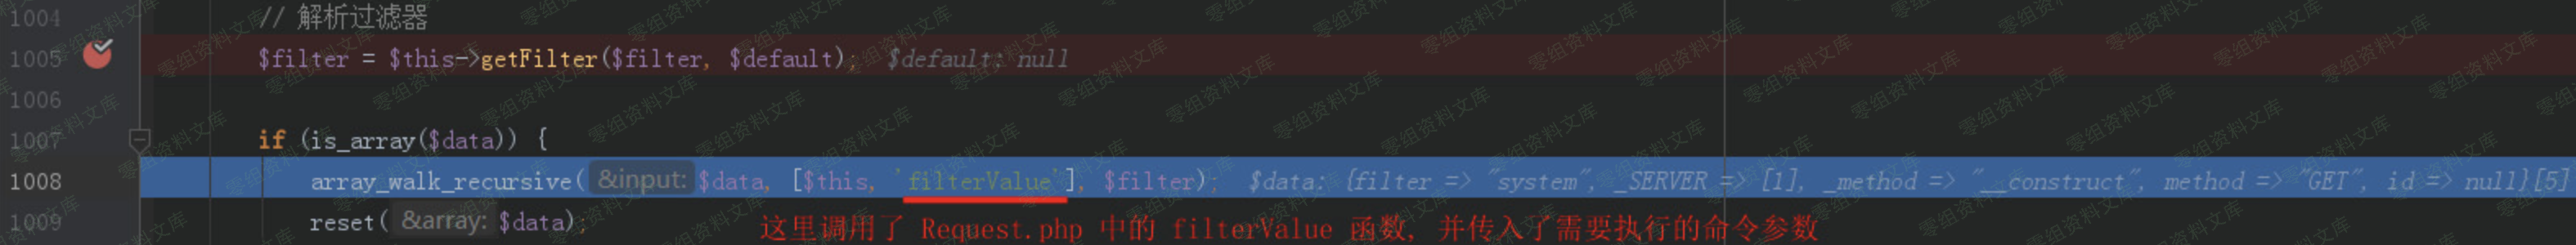 1004 // 解析过滤器
1005 $filter = $this->getFilter($filter, $default); $default: null
1006
1007 if (is_array($data)) {
1008 array_walk_recursive( &input: $data, [$this, 'filterValue'], $filter); $data: {filter => "system", _SERVER => [1], _method => "__construct", method => "GET", id => null}[5]
1009 reset( &array: $data);
这里调用了 Request.php 中的 filterValue 函数, 并传入了需要执行的命令参数
零组资料文库